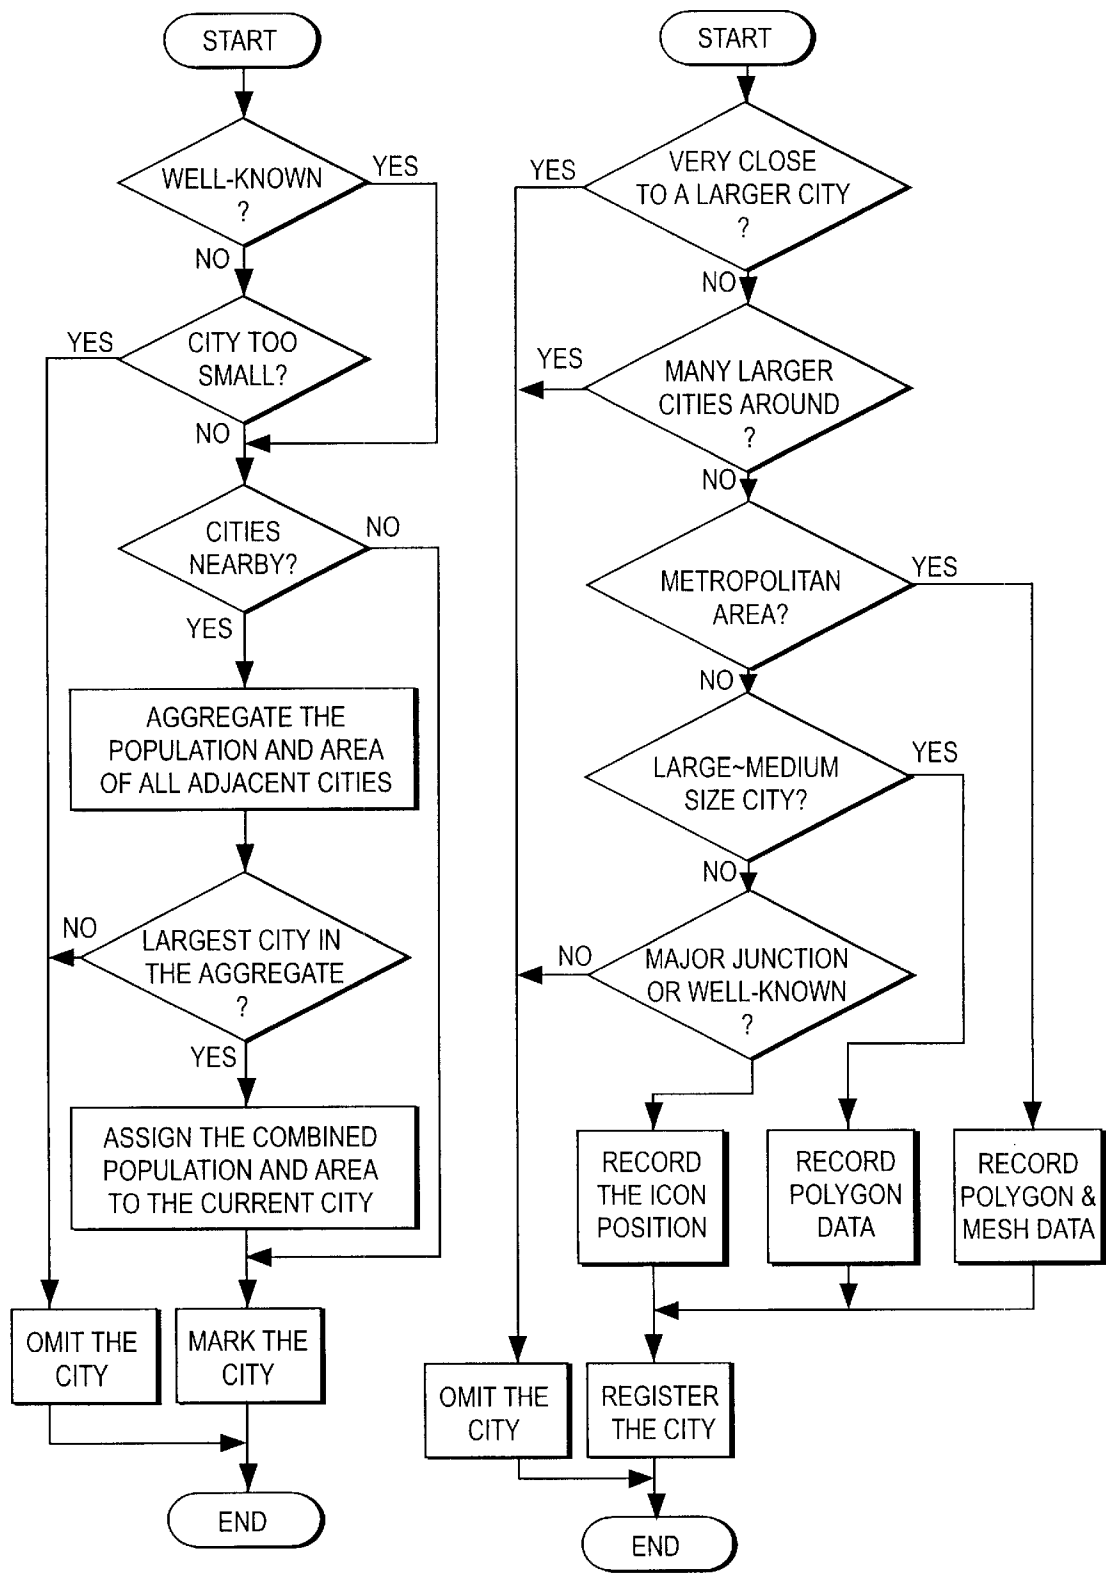 START
WELL-KNOWN
?
YES
NO
CITY TOO
SMALL?
YES
NO
CITIES
NEARBY?
NO
YES
AGGREGATE THE
POPULATION AND AREA
OF ALL ADJACENT CITIES
LARGEST CITY IN
THE AGGREGATE
?
NO
YES
ASSIGN THE COMBINED
POPULATION AND AREA
TO THE CURRENT CITY
OMIT THE
CITY
MARK THE
CITY
END
START
VERY CLOSE
TO A LARGER CITY
?
YES
NO
MANY LARGER
CITIES AROUND
?
YES
NO
METROPOLITAN
AREA?
YES
NO
LARGE~MEDIUM
SIZE CITY?
YES
NO
MAJOR JUNCTION
OR WELL-KNOWN
?
NO
RECORD
THE ICON
POSITION
RECORD
POLYGON
DATA
RECORD
POLYGON &
MESH DATA
OMIT THE
CITY
REGISTER
THE CITY
END